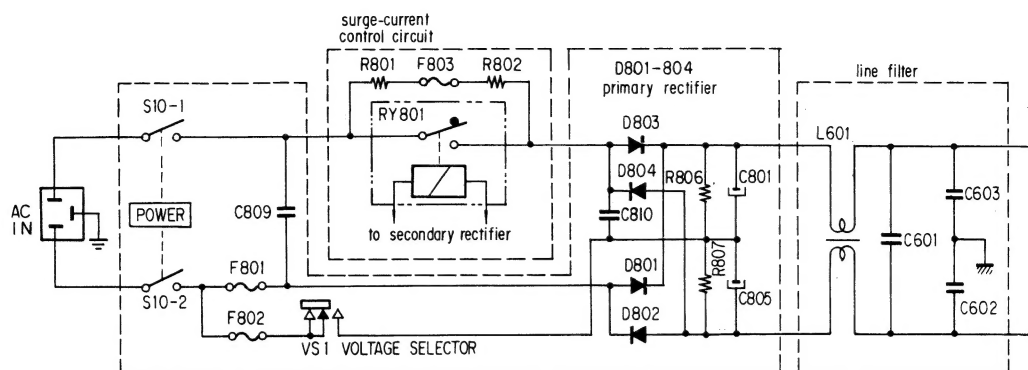 surge-current
control circuit
R801 F803 R802
D801-804
primary rectifier
line filter
S10-1
RY801
D803
L601
D804
R806
C801
AC
IN
POWER
C809
C810
C603
to secondary rectifier
C601
F801
D801
R807
S10-2
C805
C602
F802
D802
VS1 VOLTAGE SELECTOR